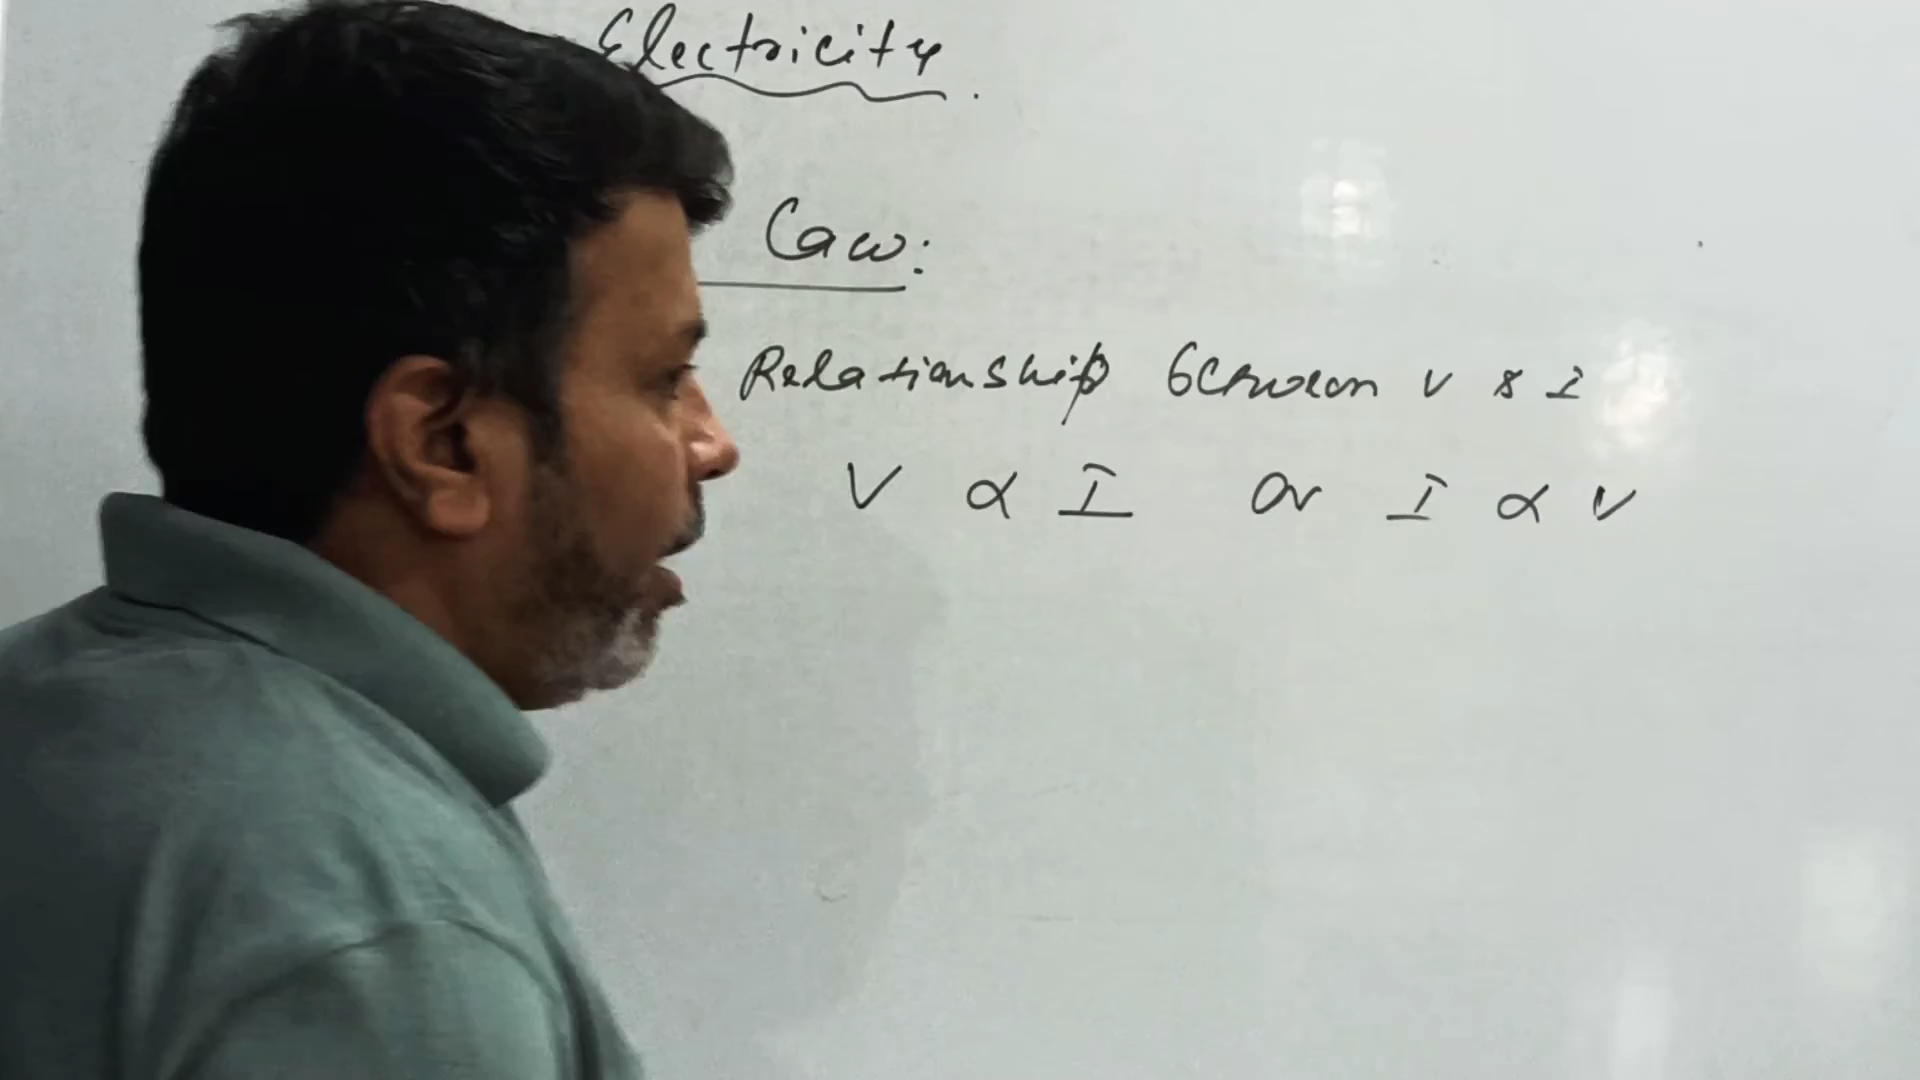 Electricity.
Law:
Relationship between V & I
V ∝ I or I ∝ V